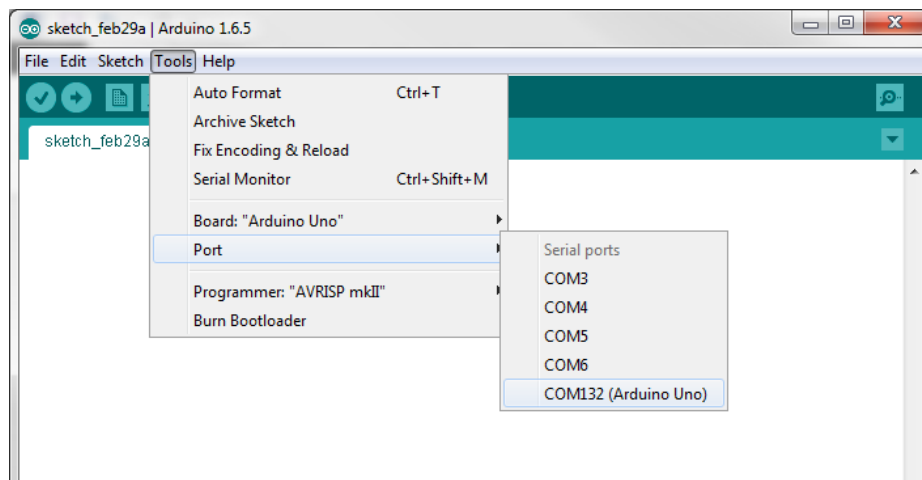 sketch_feb29a | Arduino 1.6.5
File Edit Sketch Tools Help
sketch_feb29a
Auto Format Ctrl+T
Archive Sketch
Fix Encoding & Reload
Serial Monitor Ctrl+Shift+M
Board: "Arduino Uno"
Port
Programmer: "AVRISP mkII"
Burn Bootloader
Serial ports
COM3
COM4
COM5
COM6
COM132 (Arduino Uno)